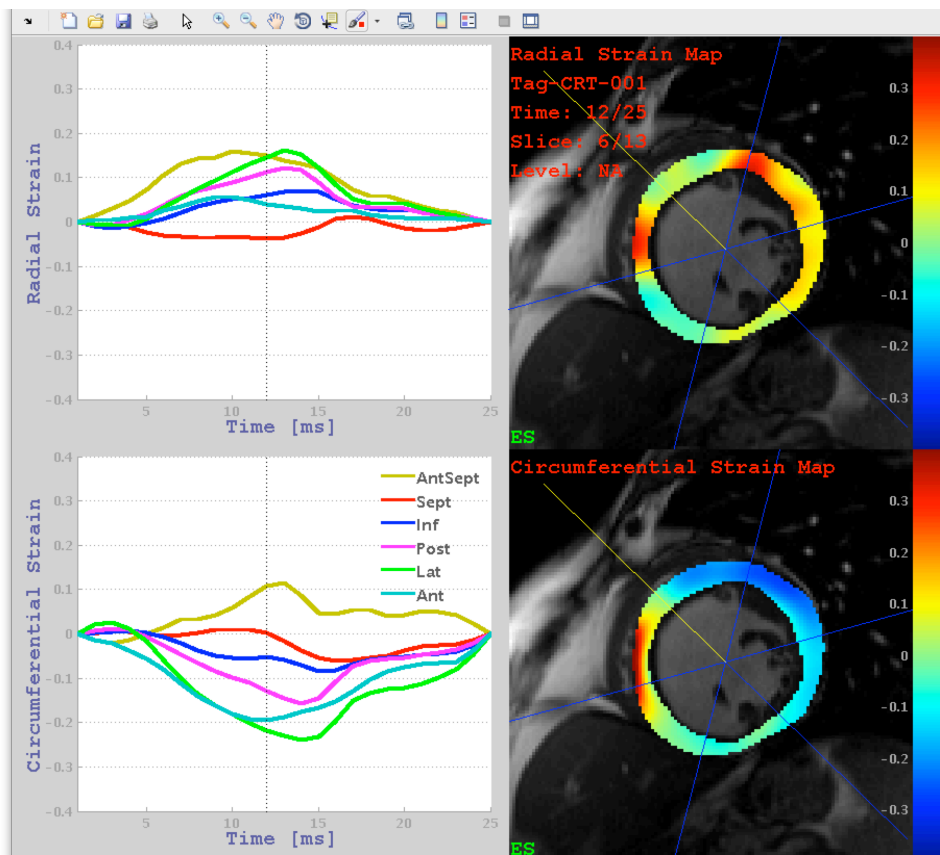 0.4
0.3
0.2
0.1
0
-0.1
-0.2
-0.3
-0.4
Radial Strain
5
10
15
20
25
Time [ms]
Radial Strain Map
Tag-CRT-001
Time: 12/25
Slice: 6/13
Level: NA
ES
0.3
0.2
0.1
0
-0.1
-0.2
-0.3
0.4
0.3
0.2
0.1
0
-0.1
-0.2
-0.3
-0.4
Circumferential Strain
AntSept
Sept
Inf
Post
Lat
Ant
5
10
15
20
25
Time [ms]
Circumferential Strain Map
ES
0.3
0.2
0.1
0
-0.1
-0.2
-0.3